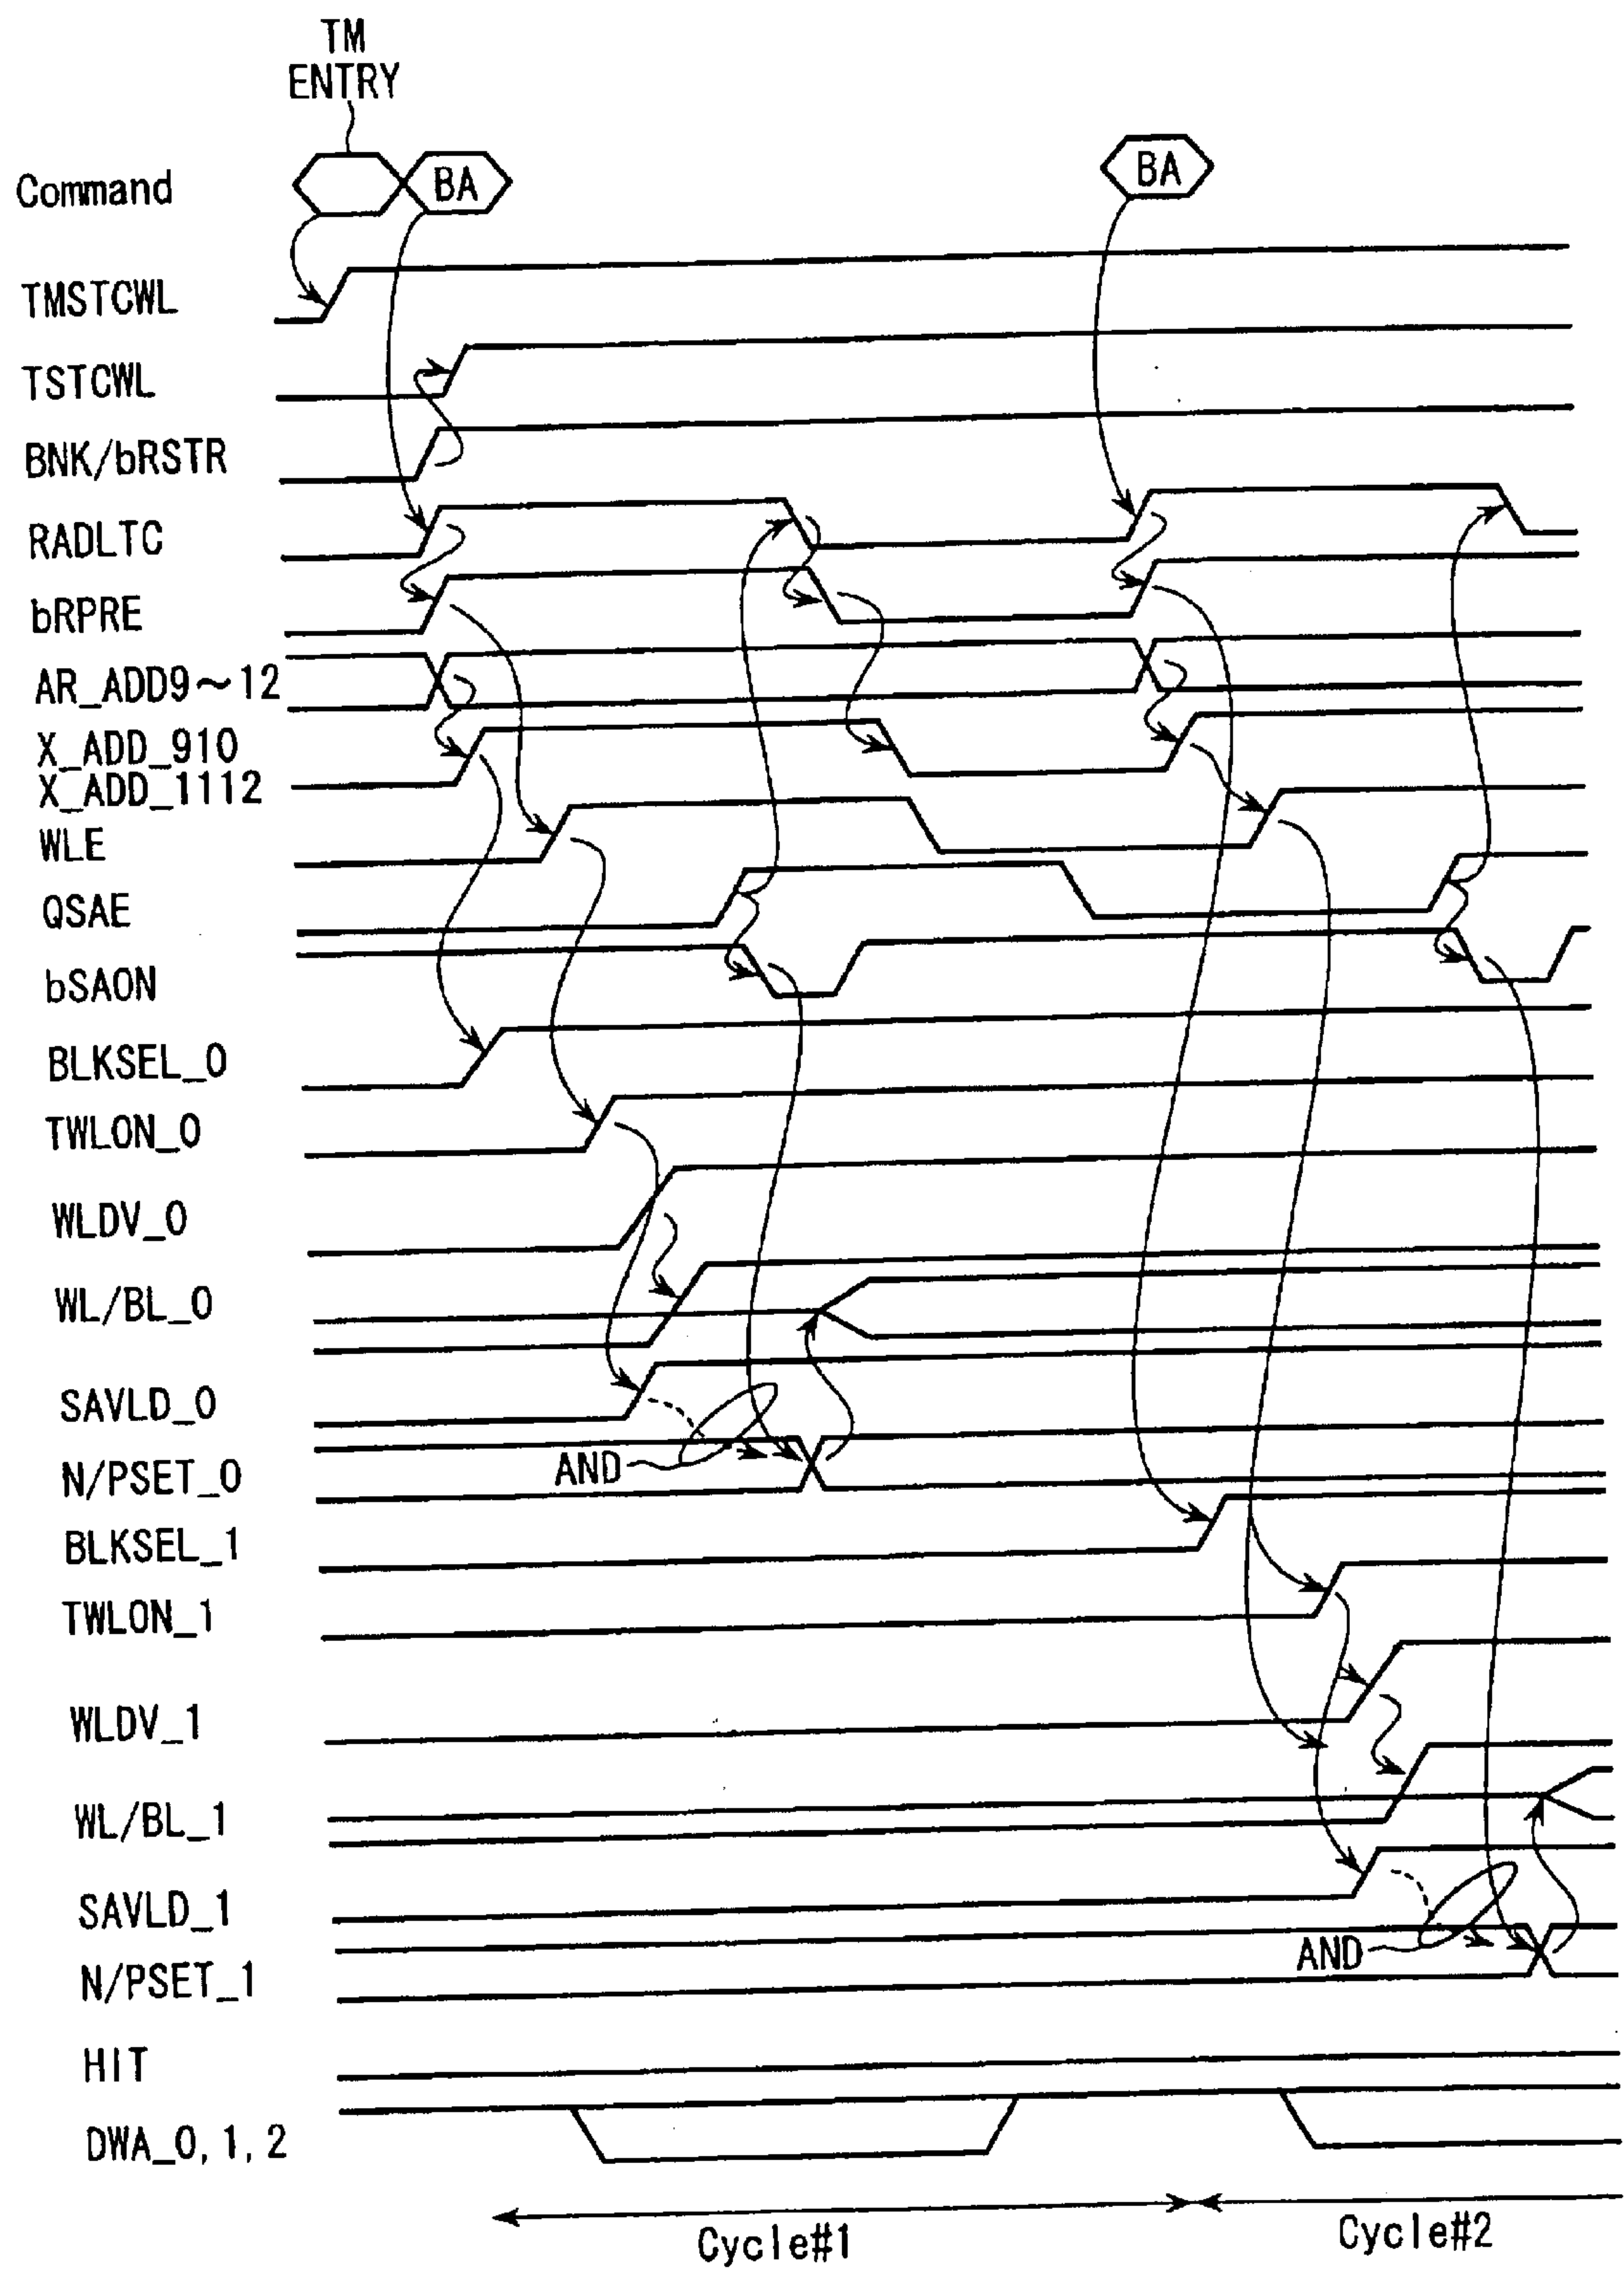 TM
ENTRY
Command
BA
BA
TMSTCWL
TSTCWL
BNK/bRSTR
RADLTC
bRPRE
AR_ADD9～12
X_ADD_910
X_ADD_1112
WLE
QSAE
bSAON
BLKSEL_0
TWLON_0
WLDV_0
WL/BL_0
SAVLD_0
AND
N/PSET_0
BLKSEL_1
TWLON_1
WLDV_1
WL/BL_1
SAVLD_1
AND
N/PSET_1
HIT
DWA_0, 1, 2
Cycle#1
Cycle#2